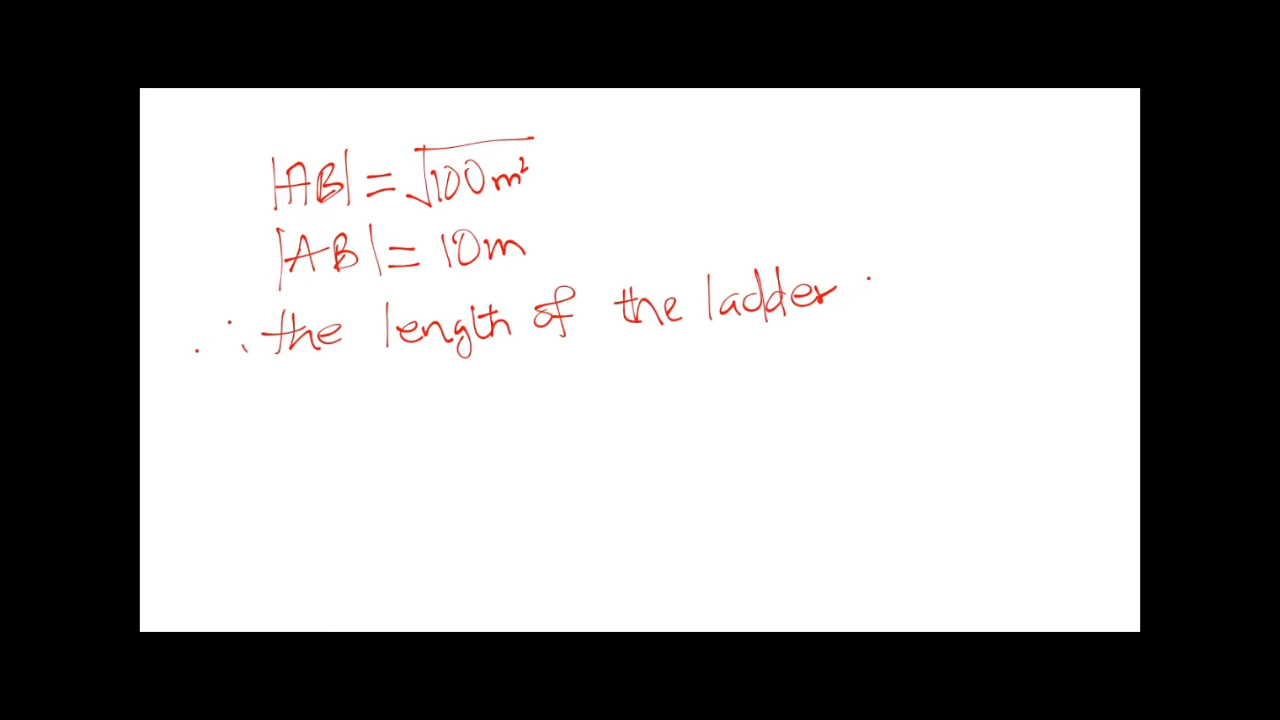 |AB| = √100m²
|AB| = 10m
∴ the length of the ladder